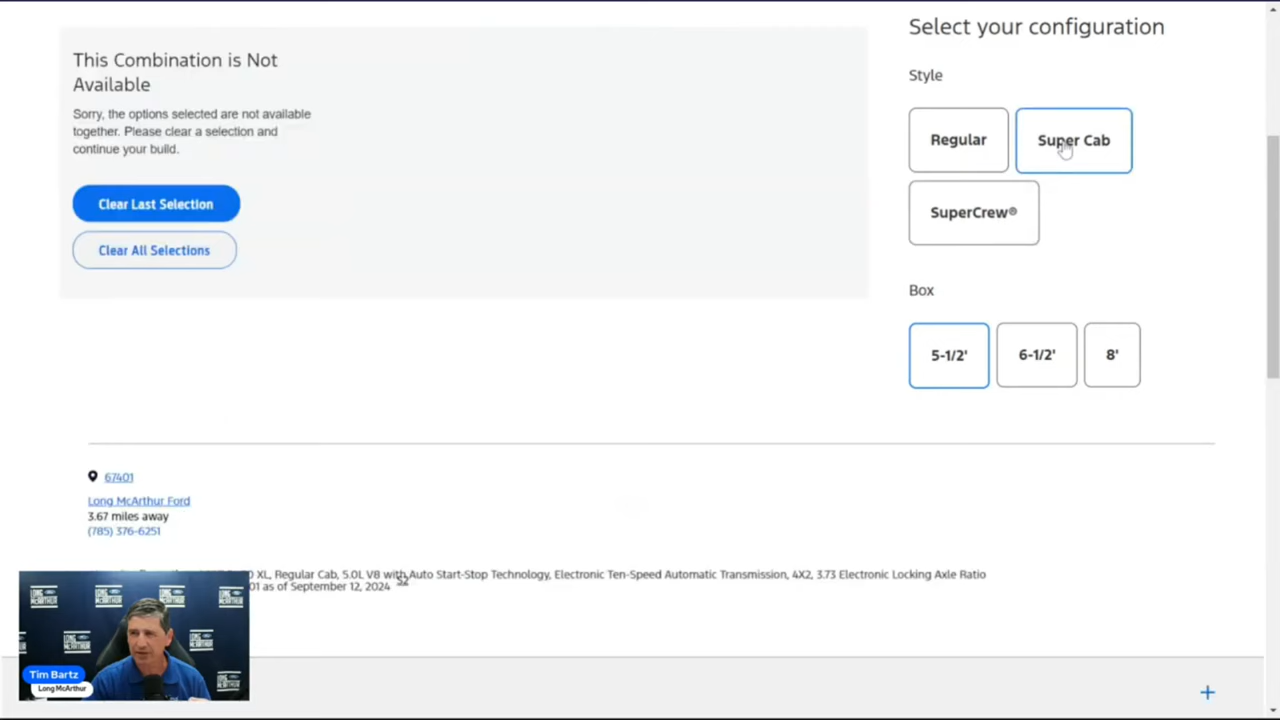 This Combination is Not
Available
Sorry, the options selected are not available
together. Please clear a selection and
continue your build.
Clear Last Selection
Clear All Selections
Select your configuration
Style
Regular
Super Cab
SuperCrew®
Box
5-1/2'
6-1/2'
8'
67401
Long McArthur Ford
3.67 miles away
(785) 376-6251
XL, Regular Cab, 5.0L V8 with Auto Start-Stop Technology, Electronic Ten-Speed Automatic Transmission, 4X2, 3.73 Electronic Locking Axle Ratio
01 as of September 12, 2024
LONG
MCARTHUR
Tim Bartz
Long McArthur